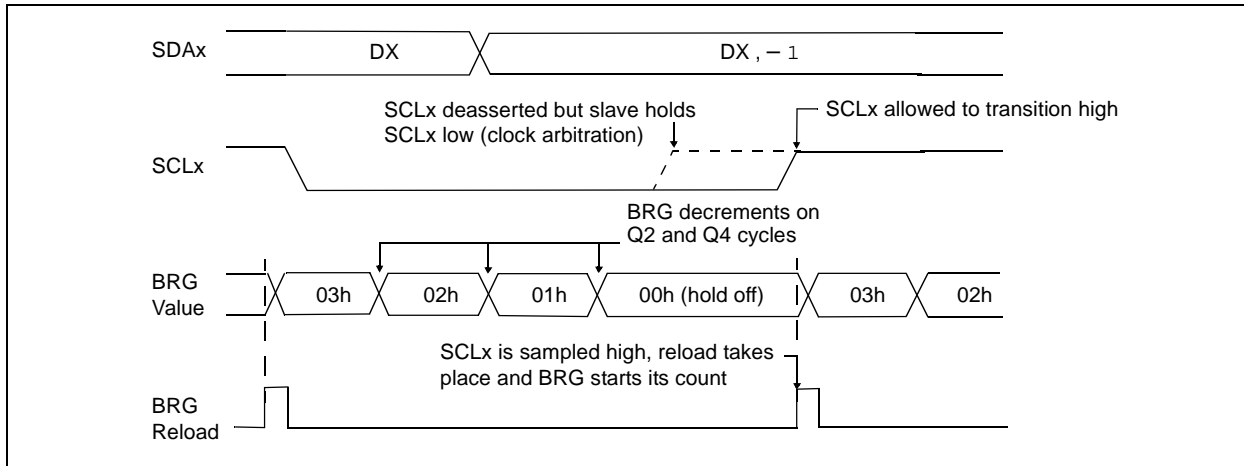 SDAx
DX
DX , – 1
SCLx deasserted but slave holds
SCLx low (clock arbitration)
SCLx allowed to transition high
SCLx
BRG decrements on
Q2 and Q4 cycles
BRG
Value
03h
02h
01h
00h (hold off)
03h
02h
SCLx is sampled high, reload takes
place and BRG starts its count
BRG
Reload